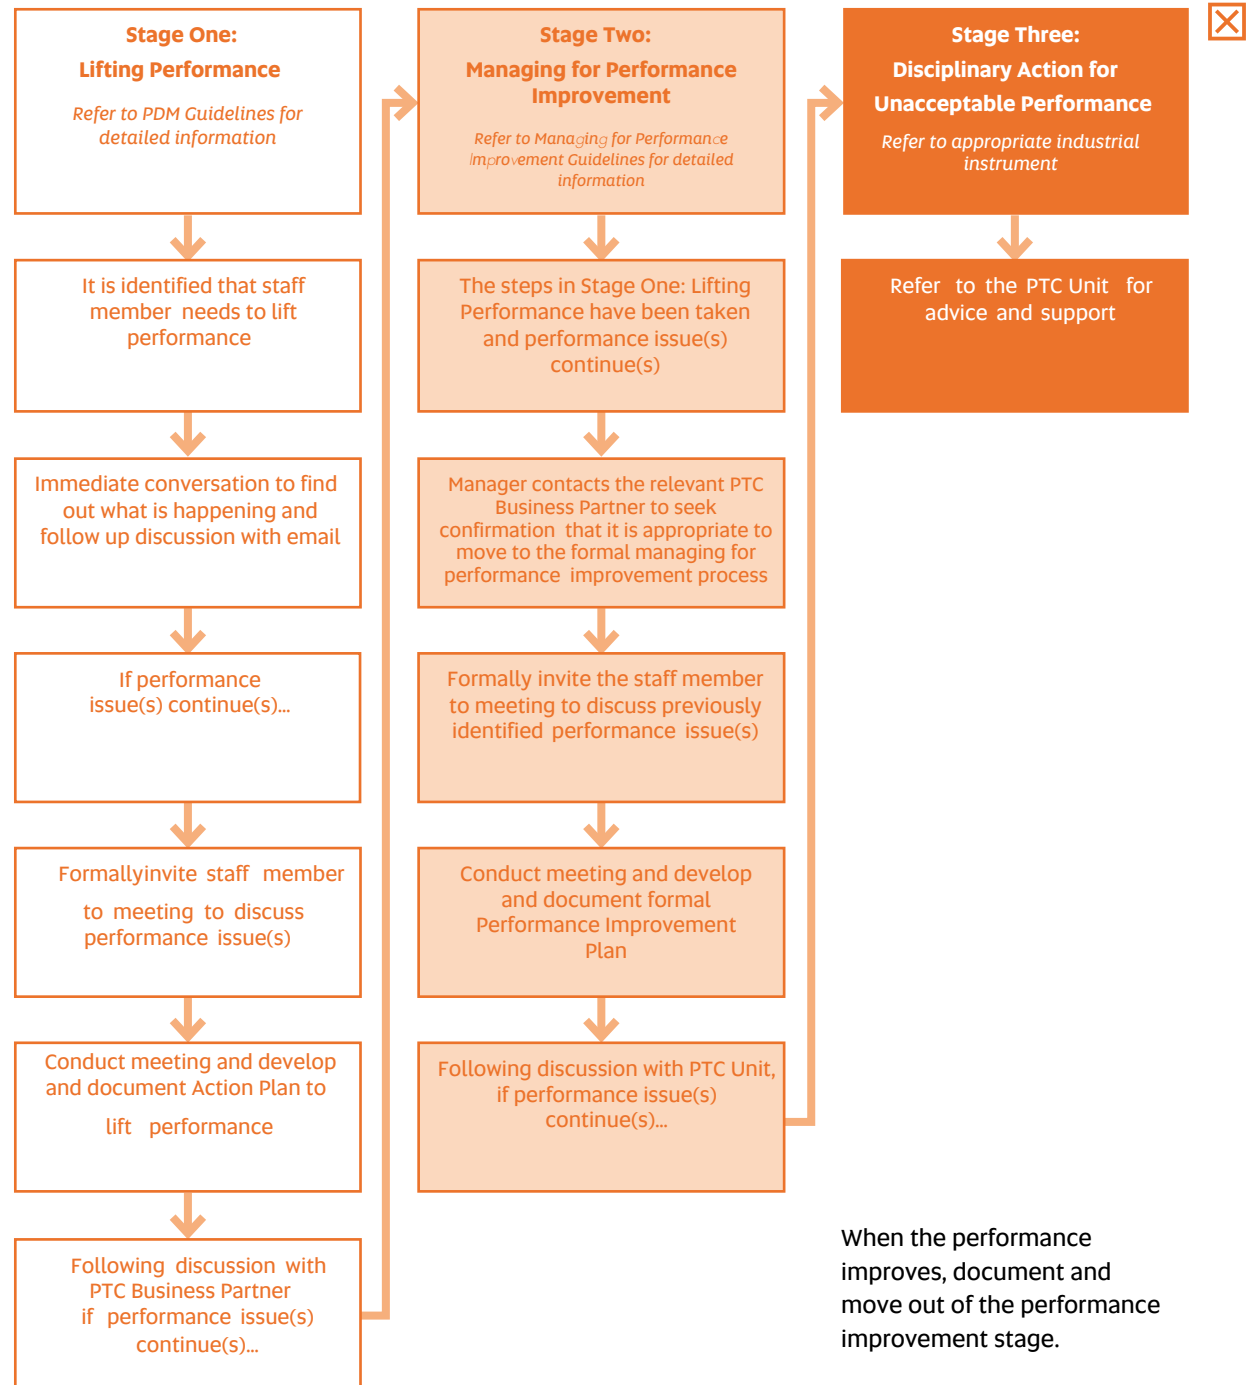 Stage One:
Lifting Performance
Refer to PDM Guidelines for
detailed information
It is identified that staff
member needs to lift
performance
Immediate conversation to find
out what is happening and
follow up discussion with email
If performance
issue(s) continue(s)...
Formallyinvite staff member
to meeting to discuss
performance issue(s)
Conduct meeting and develop
and document Action Plan to
lift performance
Following discussion with
PTC Business Partner
if performance issue(s)
continue(s)...
Stage Two:
Managing for Performance
Improvement
Refer to Managing for Performance
Improvement Guidelines for detailed
information
The steps in Stage One: Lifting
Performance have been taken
and performance issue(s)
continue(s)
Manager contacts the relevant PTC
Business Partner to seek
confirmation that it is appropriate to
move to the formal managing for
performance improvement process
Formally invite the staff member
to meeting to discuss previously
identified performance issue(s)
Conduct meeting and develop
and document formal
Performance Improvement
Plan
Following discussion with PTC Unit,
if performance issue(s)
continue(s)...
Stage Three:
Disciplinary Action for
Unacceptable Performance
Refer to appropriate industrial
instrument
Refer to the PTC Unit for
advice and support
When the performance
improves, document and
move out of the performance
improvement stage.